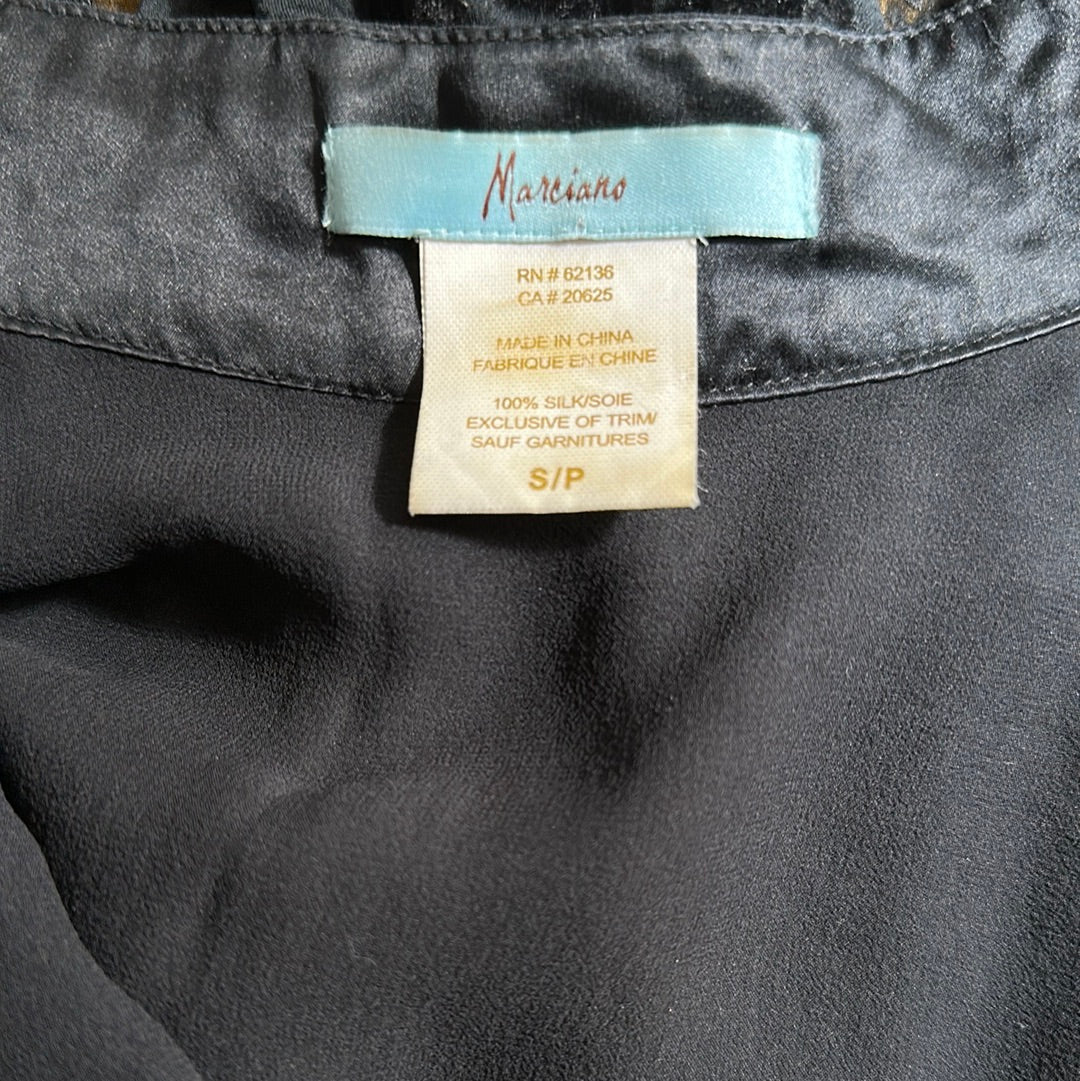 Marciano
RN # 62136
CA # 20625
MADE IN CHINA
FABRIQUE EN CHINE
100% SILK/SOIE
EXCLUSIVE OF TRIM/
SAUF GARNITURES
S/P